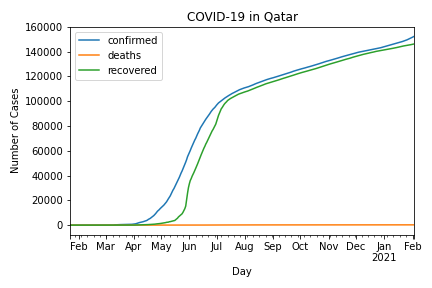 COVID-19 in Qatar
160000
140000
120000
100000
80000
60000
40000
20000
0
Number of Cases
confirmed
deaths
recovered
Feb Mar Apr May Jun Jul Aug Sep Oct Nov Dec Jan Feb
2021
Day